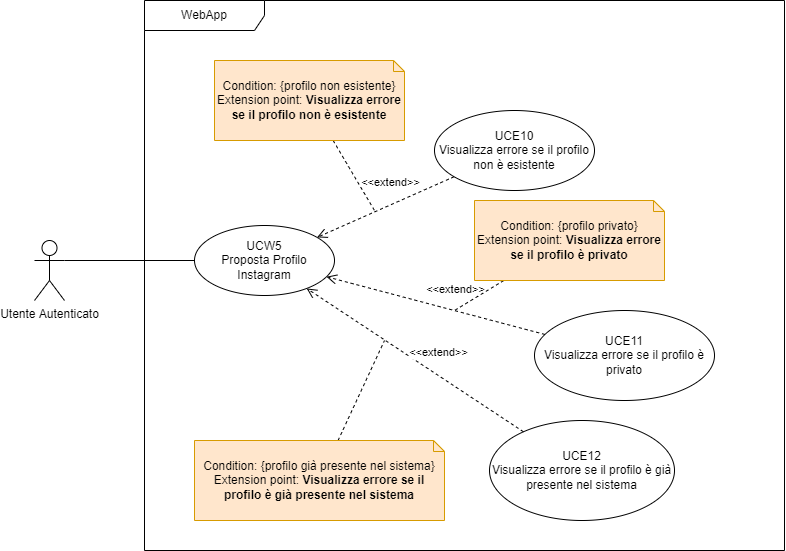 WebApp
Condition: {profilo non esistente}
Extension point: Visualizza errore
se il profilo non è esistente
UCE10
Visualizza errore se il profilo
non è esistente
<<extend>>
Condition: {profilo privato}
Extension point: Visualizza errore
se il profilo è privato
UCW5
Proposta Profilo
Instagram
Utente Autenticato
<<extend>>
UCE11
Visualizza errore se il profilo è
privato
<<extend>>
Condition: {profilo già presente nel sistema}
Extension point: Visualizza errore se il
profilo è già presente nel sistema
UCE12
Visualizza errore se il profilo è già
presente nel sistema